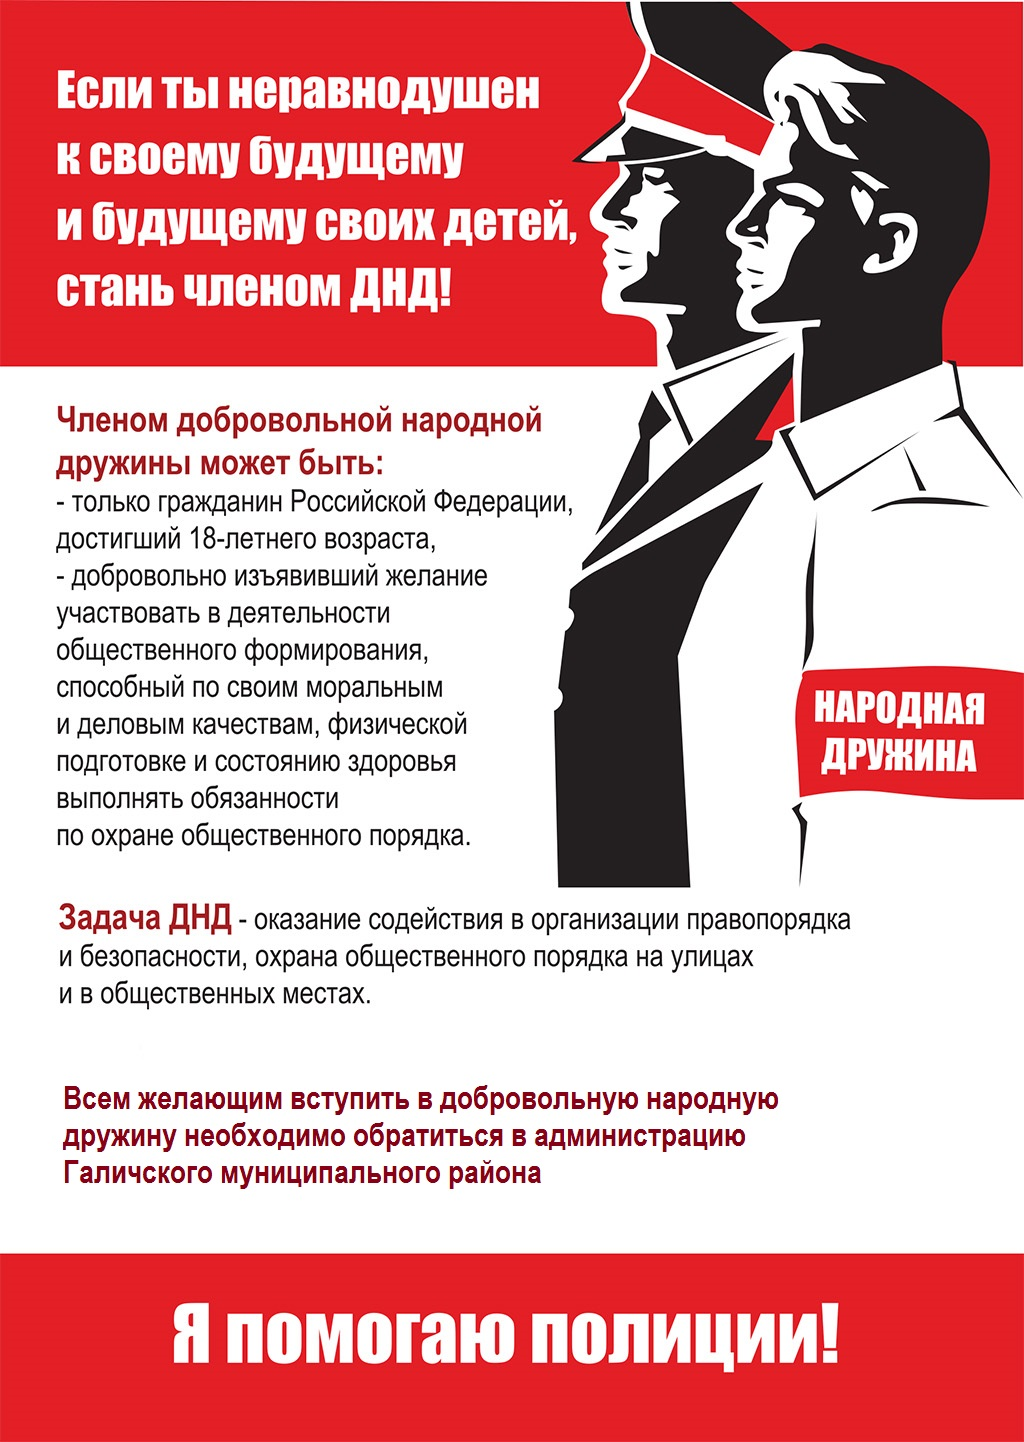 Если ты неравнодушен
к своему будущему
и будущему своих детей,
стань членом ДНД!
Членом добровольной народной
дружины может быть:
- только гражданин Российской Федерации,
достигший 18-летнего возраста,
- добровольно изъявивший желание
участвовать в деятельности
общественного формирования,
способный по своим моральным
и деловым качествам, физической
подготовке и состоянию здоровья
выполнять обязанности
по охране общественного порядка.
НАРОДНАЯ
ДРУЖИНА
Задача ДНД - оказание содействия в организации правопорядка
и безопасности, охрана общественного порядка на улицах
и в общественных местах.
Всем желающим вступить в добровольную народную
дружину необходимо обратиться в администрацию
Галичского муниципального района
Я помогаю полиции!